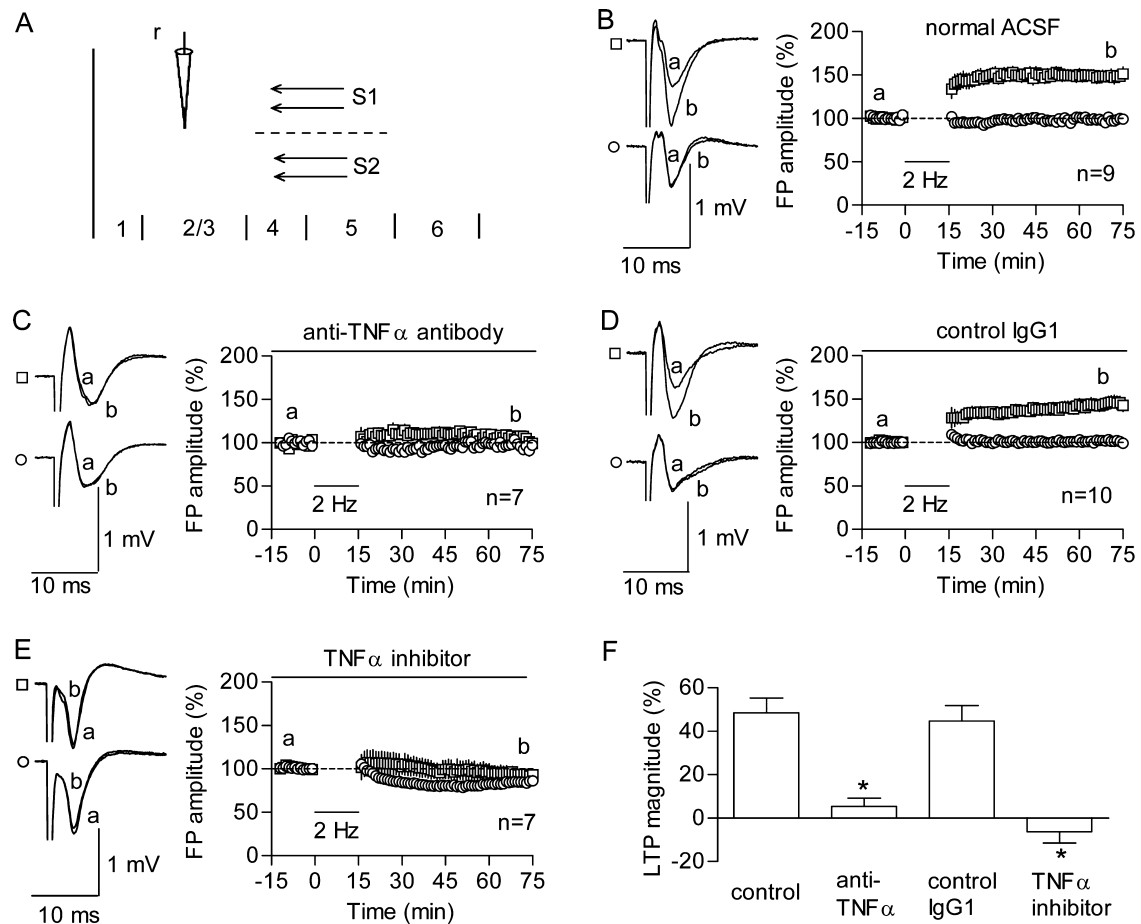 A
r
S1
S2
1 2/3 4 5 6
B
normal ACSF
a
b
a
b
1 mV
10 ms
FP amplitude (%)
200
150
100
50
0
a
b
2 Hz
n=9
-15 0 15 30 45 60 75
Time (min)
C
anti-TNFα antibody
a
b
a
b
1 mV
10 ms
FP amplitude (%)
200
150
100
50
0
a
b
2 Hz
n=7
-15 0 15 30 45 60 75
Time (min)
D
control IgG1
a
b
a
b
1 mV
10 ms
FP amplitude (%)
200
150
100
50
0
a
b
2 Hz
n=10
-15 0 15 30 45 60 75
Time (min)
E
TNFα inhibitor
b
a
b
a
1 mV
10 ms
FP amplitude (%)
200
150
100
50
0
a
b
2 Hz
n=7
-15 0 15 30 45 60 75
Time (min)
F
LTP magnitude (%)
60
40
20
0
-20
*
*
control
anti-
TNFα
control
IgG1
TNFα
inhibitor